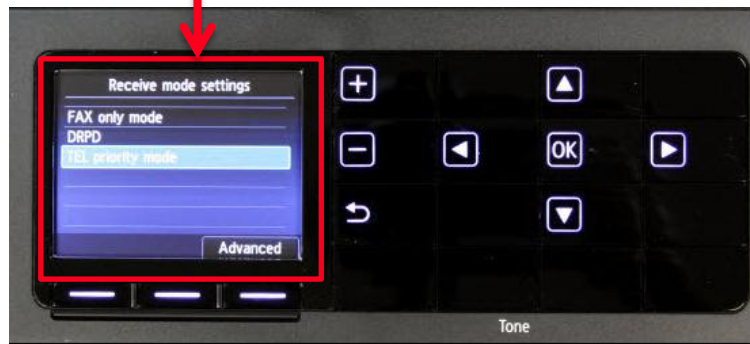 Receive mode settings
FAX only mode
DRPD
TEL priority mode
Advanced
+
-
OK
Tone